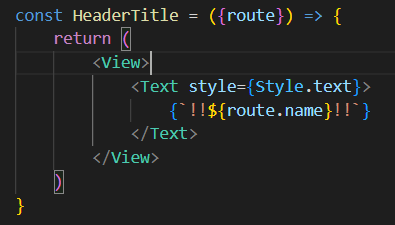 const HeaderTitle = ({route}) => {
return (
<View>
<Text style={Style.text}>
{`!!${route.name}!!`}
</Text>
</View>
)
}